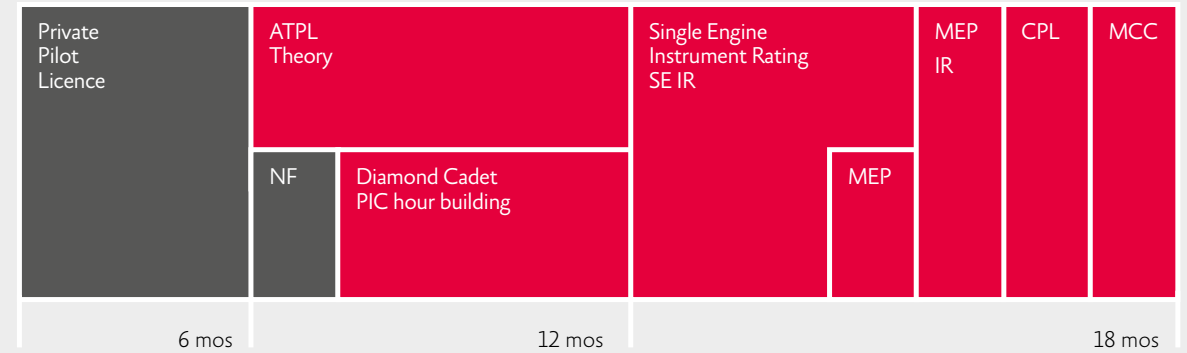 Private
Pilot
Licence
ATPL
Theory
Single Engine
Instrument Rating
SE IR
MEP
IR
CPL
MCC
NF
Diamond Cadet
PIC hour building
MEP
6 mos
12 mos
18 mos